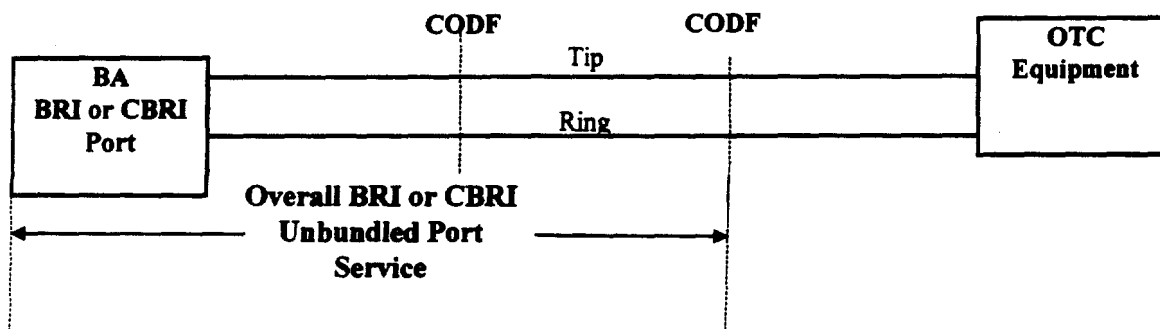 CODF
CODF
OTC
Equipment
BA
BRI or CBRI
Port
Tip
Ring
Overall BRI or CBRI
Unbundled Port
Service